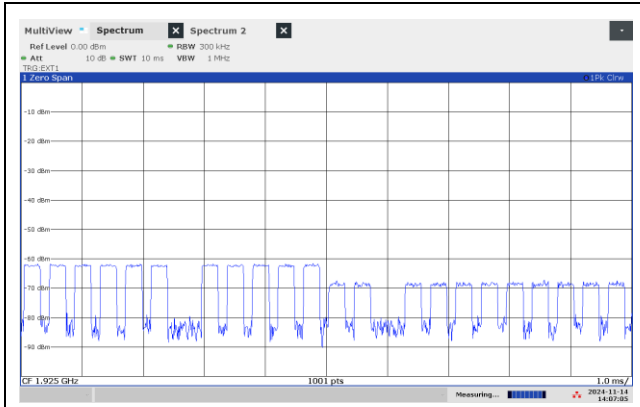 MultiView Spectrum X Spectrum 2 X
Ref Level 0.00 dBm RBW 300 kHz
Att 10 dB SWT 10 ms VBW 1 MHz
TRG:EXT1
1 Zero Span 1Pk Clrw
-10 dBm
-20 dBm
-30 dBm
-40 dBm
-50 dBm
-60 dBm
-70 dBm
-80 dBm
-90 dBm
CF 1.925 GHz 1001 pts 1.0 ms/
Measuring... 2024-11-14
14:07:05